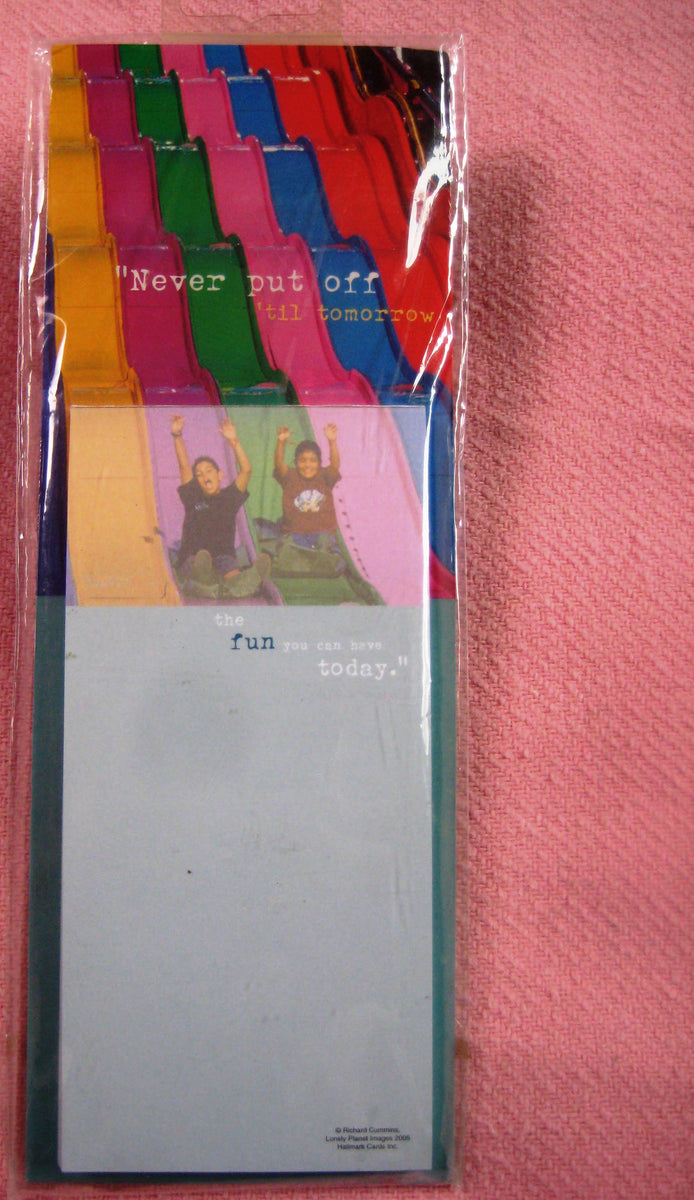 "Never put off
'til tomorrow
the
fun you can have
today."
© Richard Cummins,
Lonely Planet Images 2005
Hallmark Cards Inc.